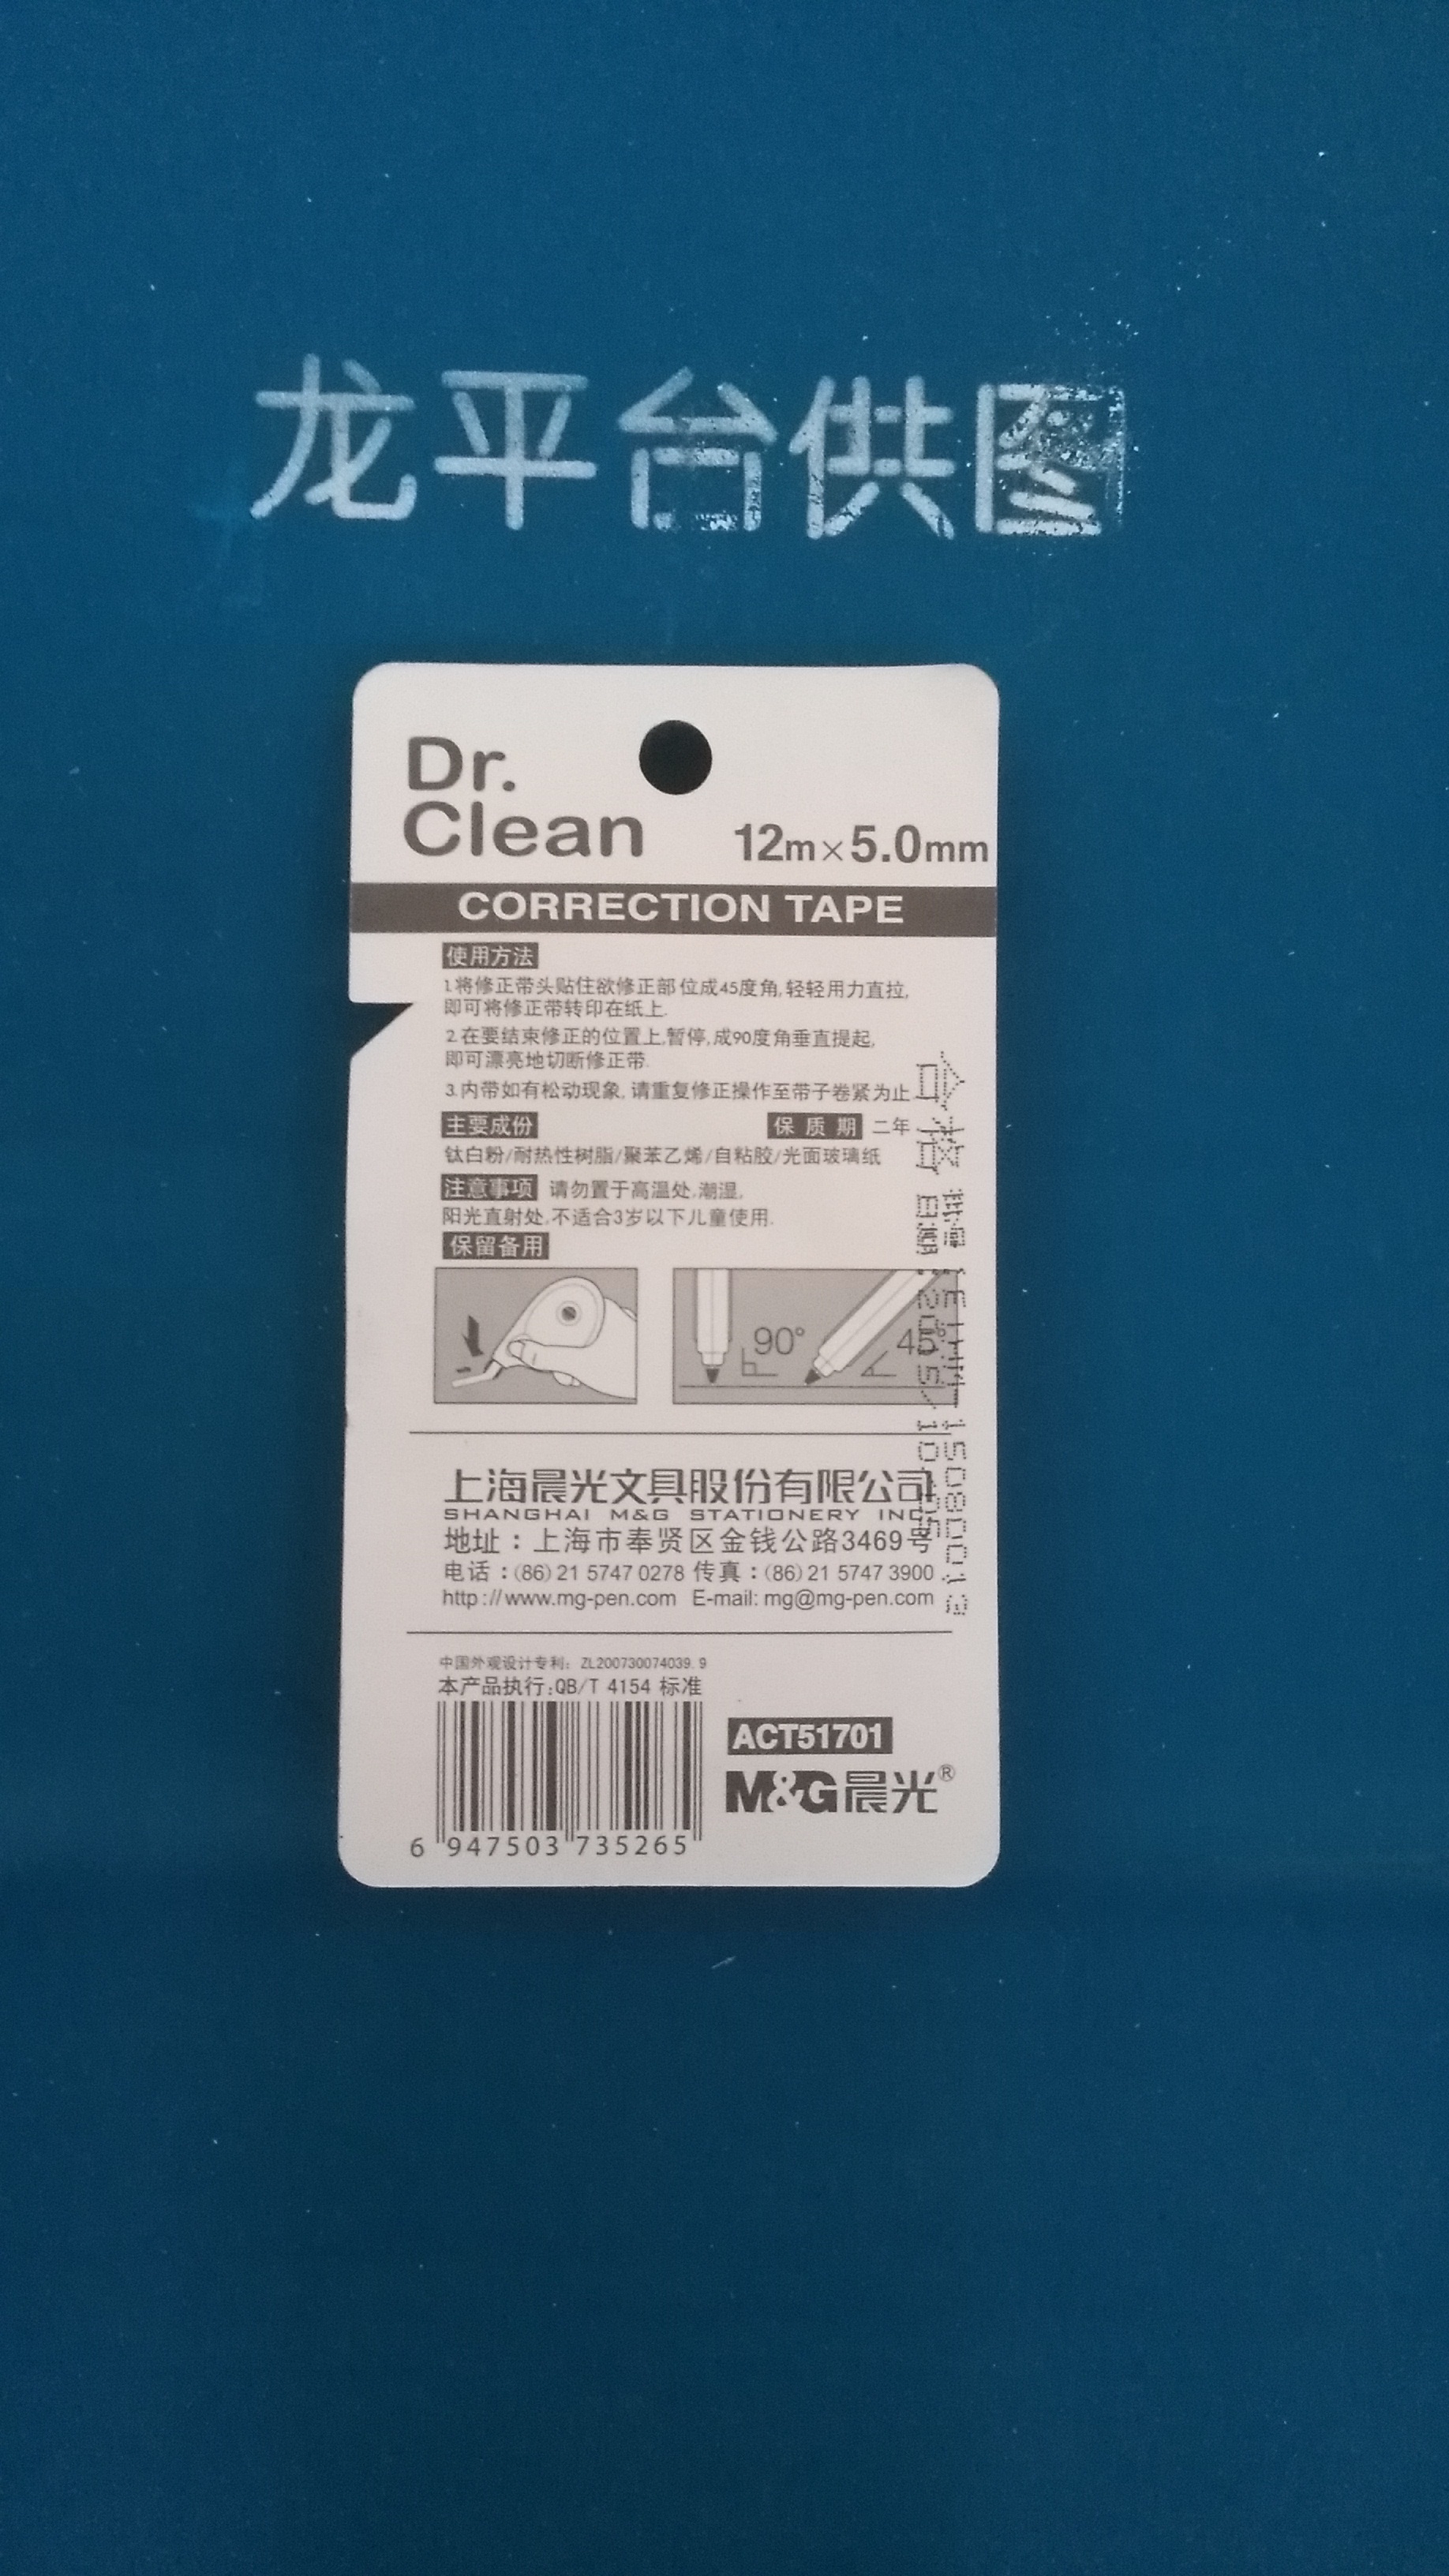 龙平台供图
Dr.
Clean
12m×5.0mm
CORRECTION TAPE
使用方法
1.将修正带头贴住欲修正部位成45度角,轻轻用力直拉,
即可将修正带转印在纸上.
2.在要结束修正的位置上,暂停,成90度角垂直提起,
即可漂亮地切断修正带.
3.内带如有松动现象,请重复修正操作至带子卷紧为止.
主要成份 保质期 二年
钛白粉/耐热性树脂/聚苯乙烯/自粘胶/光面玻璃纸
注意事项 请勿置于高温处,潮湿,
阳光直射处,不适合3岁以下儿童使用.
保留备用
90° 45°
合格
批号:
日期:2015/10/05
上海晨光文具股份有限公司
SHANGHAI M&G STATIONERY INC.
地址：上海市奉贤区金钱公路3469号
电话：(86) 21 5747 0278 传真：(86) 21 5747 3900
http://www.mg-pen.com E-mail: mg@mg-pen.com
中国外观设计专利：ZL200730074039.9
本产品执行:QB/T 4154 标准
ACT51701
M&G晨光®
6 947503 735265